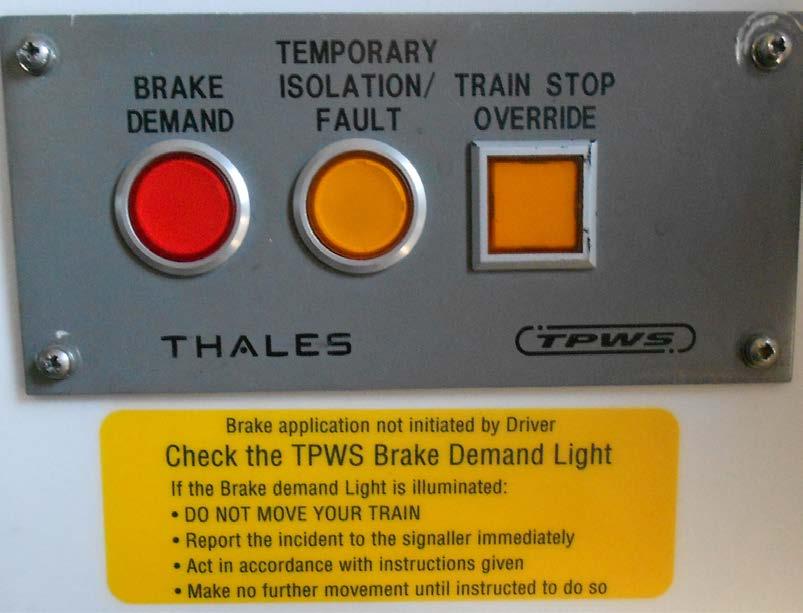 BRAKE
DEMAND
TEMPORARY
ISOLATION/
FAULT
TRAIN STOP
OVERRIDE
THALES
TPWS
Brake application not initiated by Driver
Check the TPWS Brake Demand Light
If the Brake demand Light is illuminated:
• DO NOT MOVE YOUR TRAIN
• Report the incident to the signaller immediately
• Act in accordance with instructions given
• Make no further movement until instructed to do so